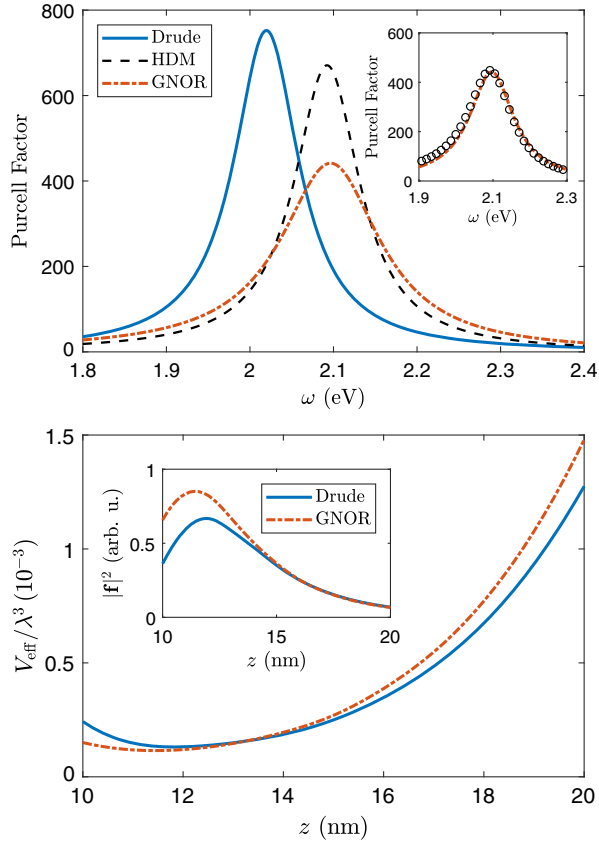 800
600
400
200
0
Purcell Factor
Drude
HDM
GNOR
600
400
200
0
Purcell Factor
1.9
2.1
2.3
ω (eV)
1.8
1.9
2
2.1
2.2
2.3
2.4
ω (eV)
1.5
1
0.5
0
V_eff/λ³ (10⁻³)
1
0.5
0
|f|² (arb. u.)
Drude
GNOR
10
15
20
z (nm)
10
12
14
16
18
20
z (nm)